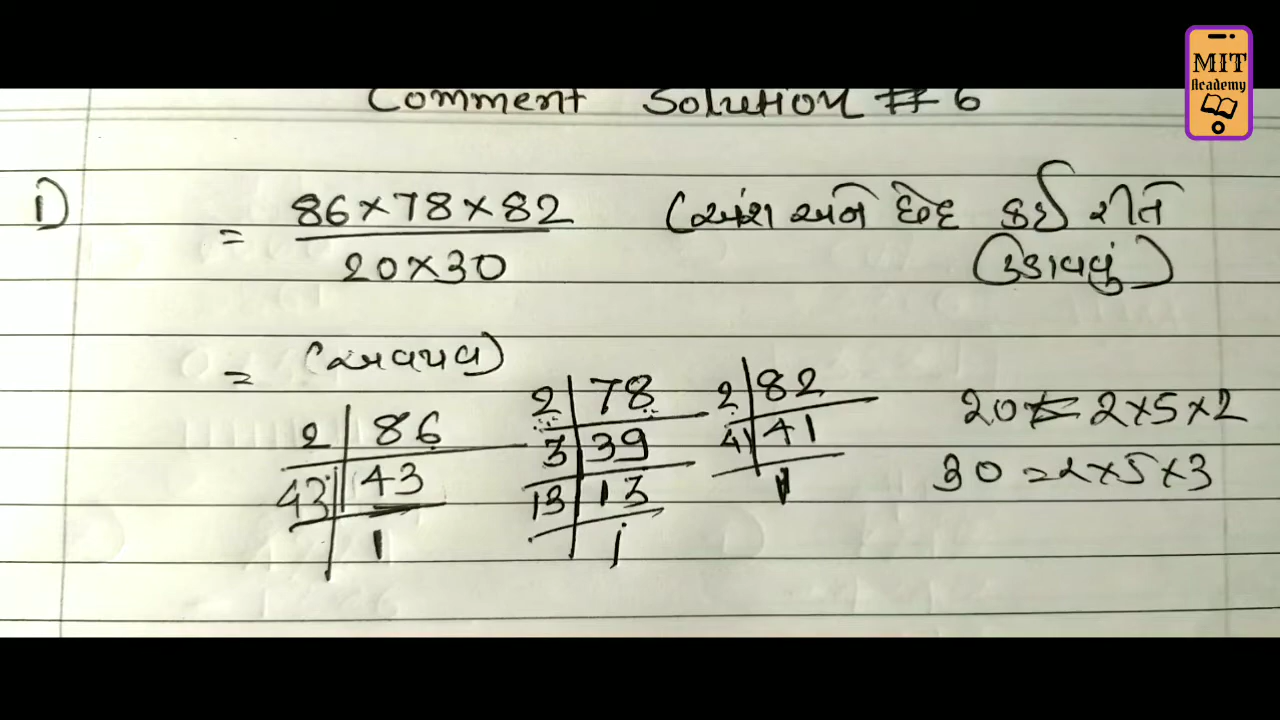 Comment Solution # 6
MIT
Academy
1) = 86×78×82 / 20×30 (અંશ અને છેદ કઈ રીતે
(ઉડાવવું)
= (અવયવ)
2 | 86
43 | 43
1
2 | 78
3 | 39
13 | 13
1
2 | 82
41 | 41
1
20 = 2×5×2
30 = 2×5×3